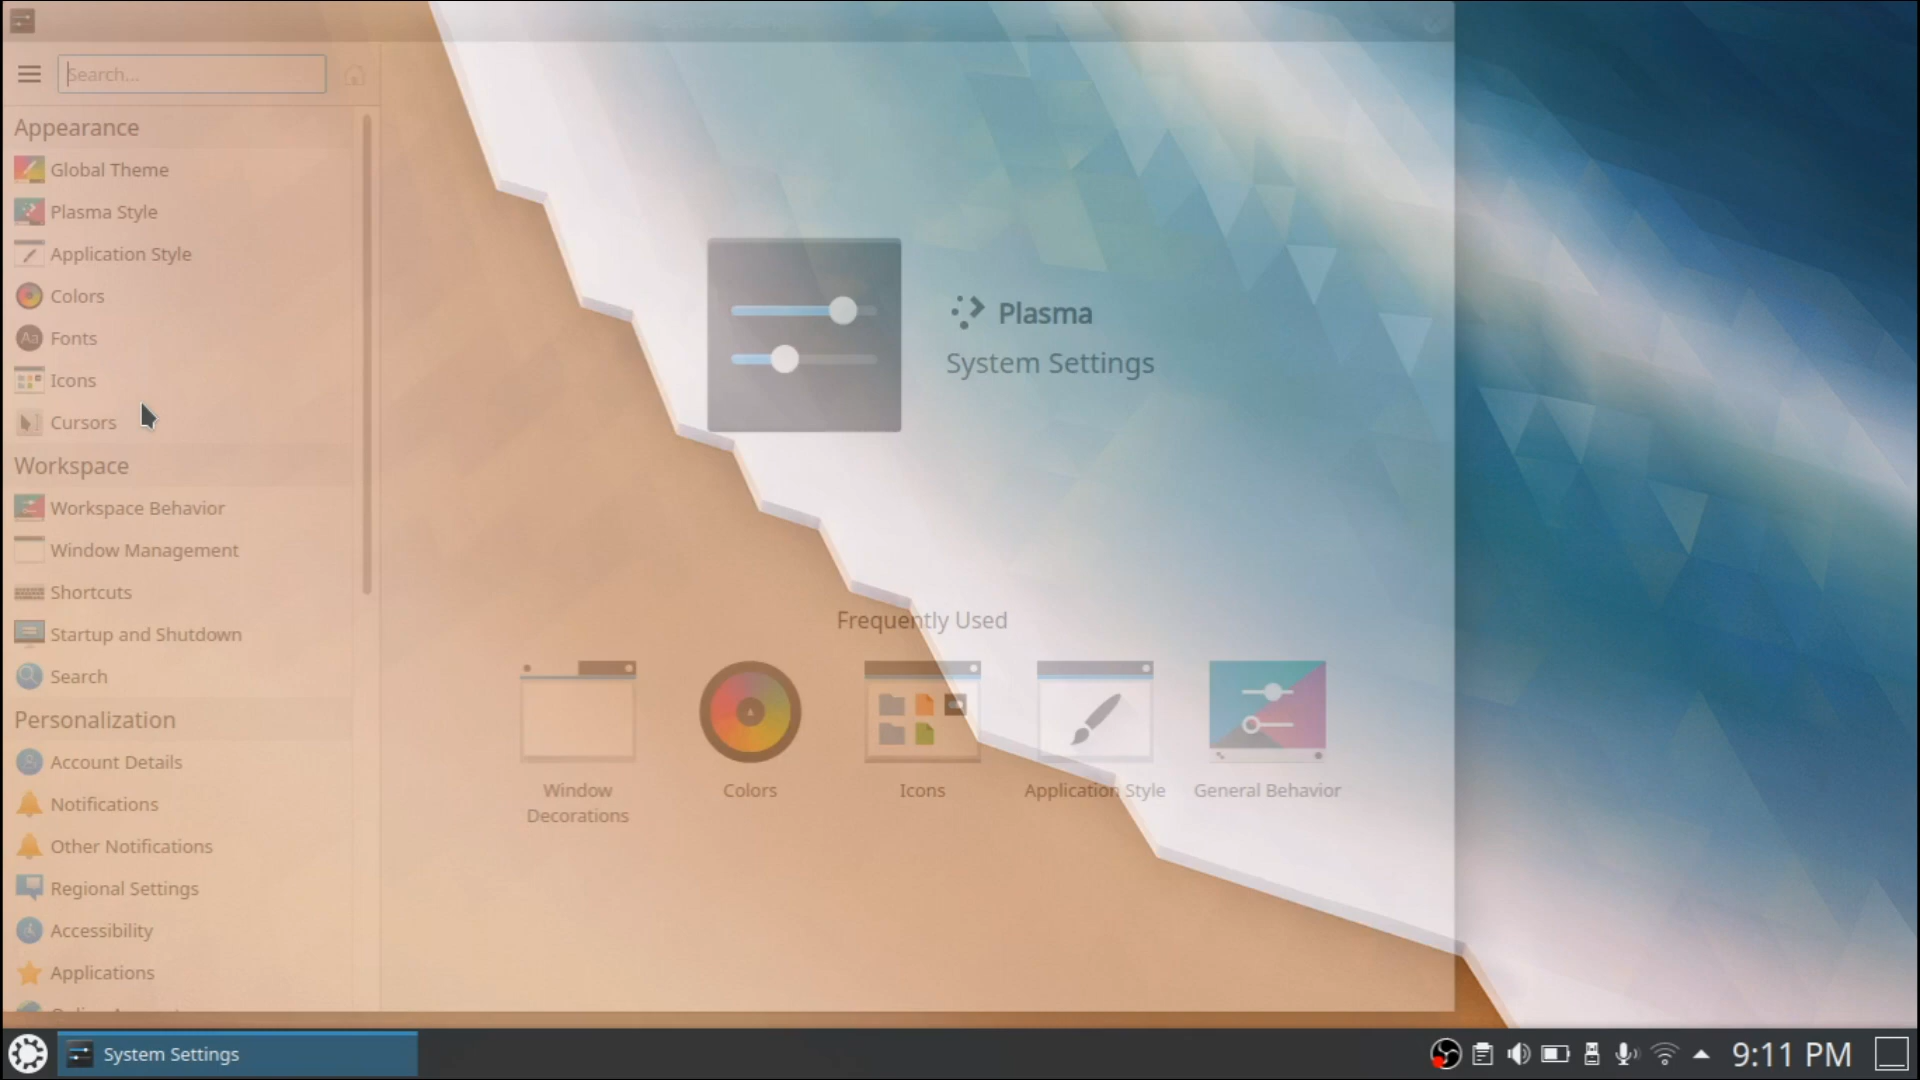 Search...
Appearance
Global Theme
Plasma Style
Application Style
Colors
Fonts
Icons
Cursors
Workspace
Workspace Behavior
Window Management
Shortcuts
Startup and Shutdown
Search
Personalization
Account Details
Notifications
Other Notifications
Regional Settings
Accessibility
Applications
Plasma
System Settings
Frequently Used
Window
Decorations
Colors
Icons
Application Style
General Behavior
System Settings
9:11 PM